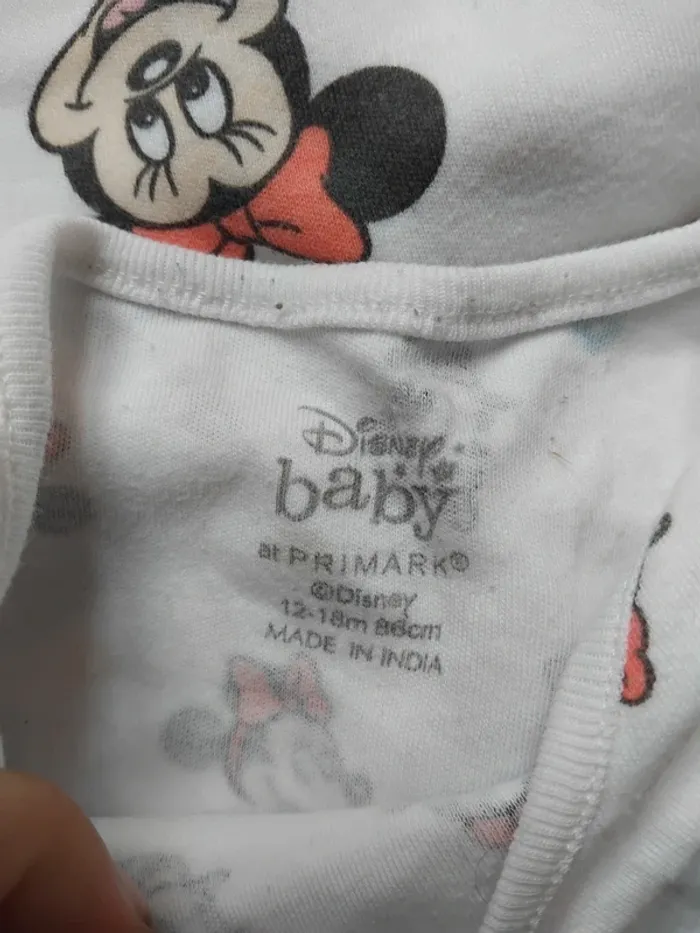 Disney
baby
at PRIMARK®
©Disney
12-18m 86cm
MADE IN INDIA